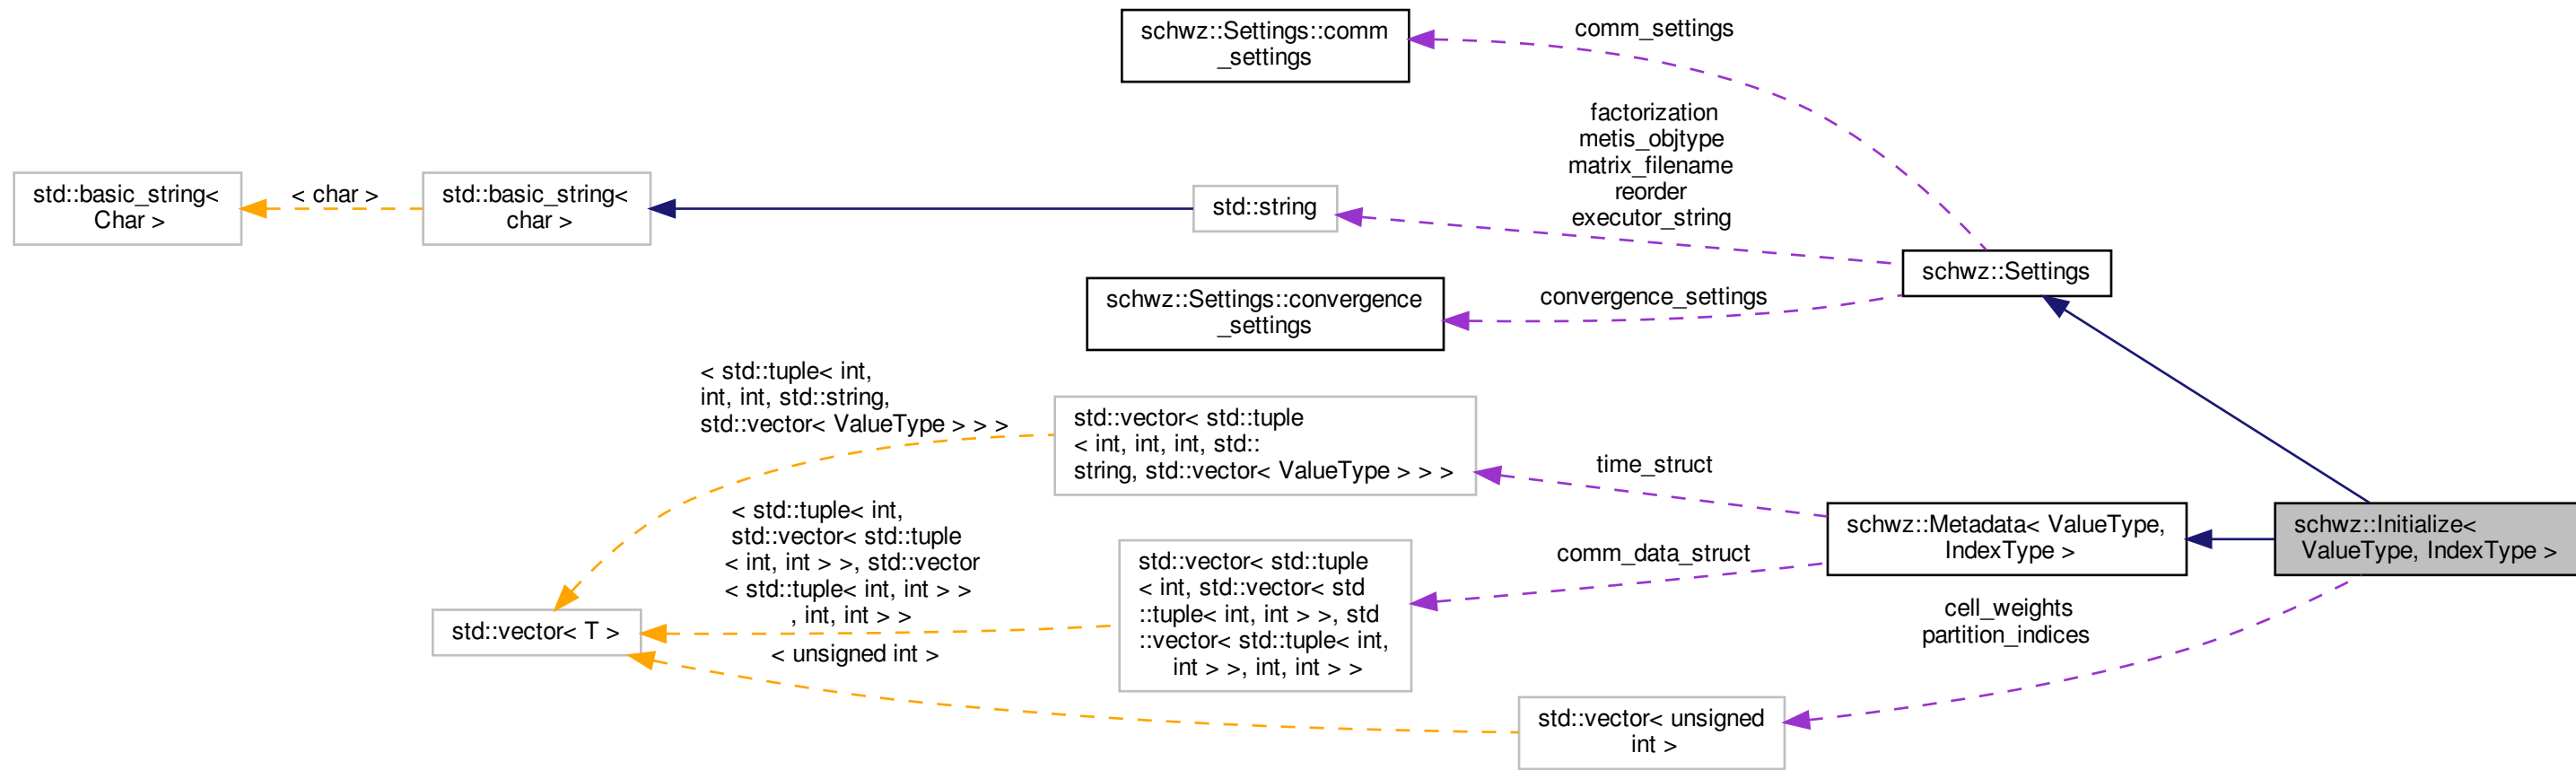 schwz::Settings::comm
_settings
comm_settings
factorization
metis_objtype
matrix_filename
reorder
executor_string
std::basic_string<
Char >
< char >
std::basic_string<
char >
std::string
schwz::Settings
schwz::Settings::convergence
_settings
convergence_settings
< std::tuple< int,
int, int, std::string,
std::vector< ValueType > > >
std::vector< std::tuple
< int, int, int, std::
string, std::vector< ValueType > > >
time_struct
< std::tuple< int,
std::vector< std::tuple
< int, int > >, std::vector
< std::tuple< int, int > >
, int, int > >
std::vector< std::tuple
< int, std::vector< std
::tuple< int, int > >, std
::vector< std::tuple< int,
int > >, int, int > >
comm_data_struct
schwz::Metadata< ValueType,
IndexType >
schwz::Initialize<
ValueType, IndexType >
std::vector< T >
< unsigned int >
cell_weights
partition_indices
std::vector< unsigned
int >